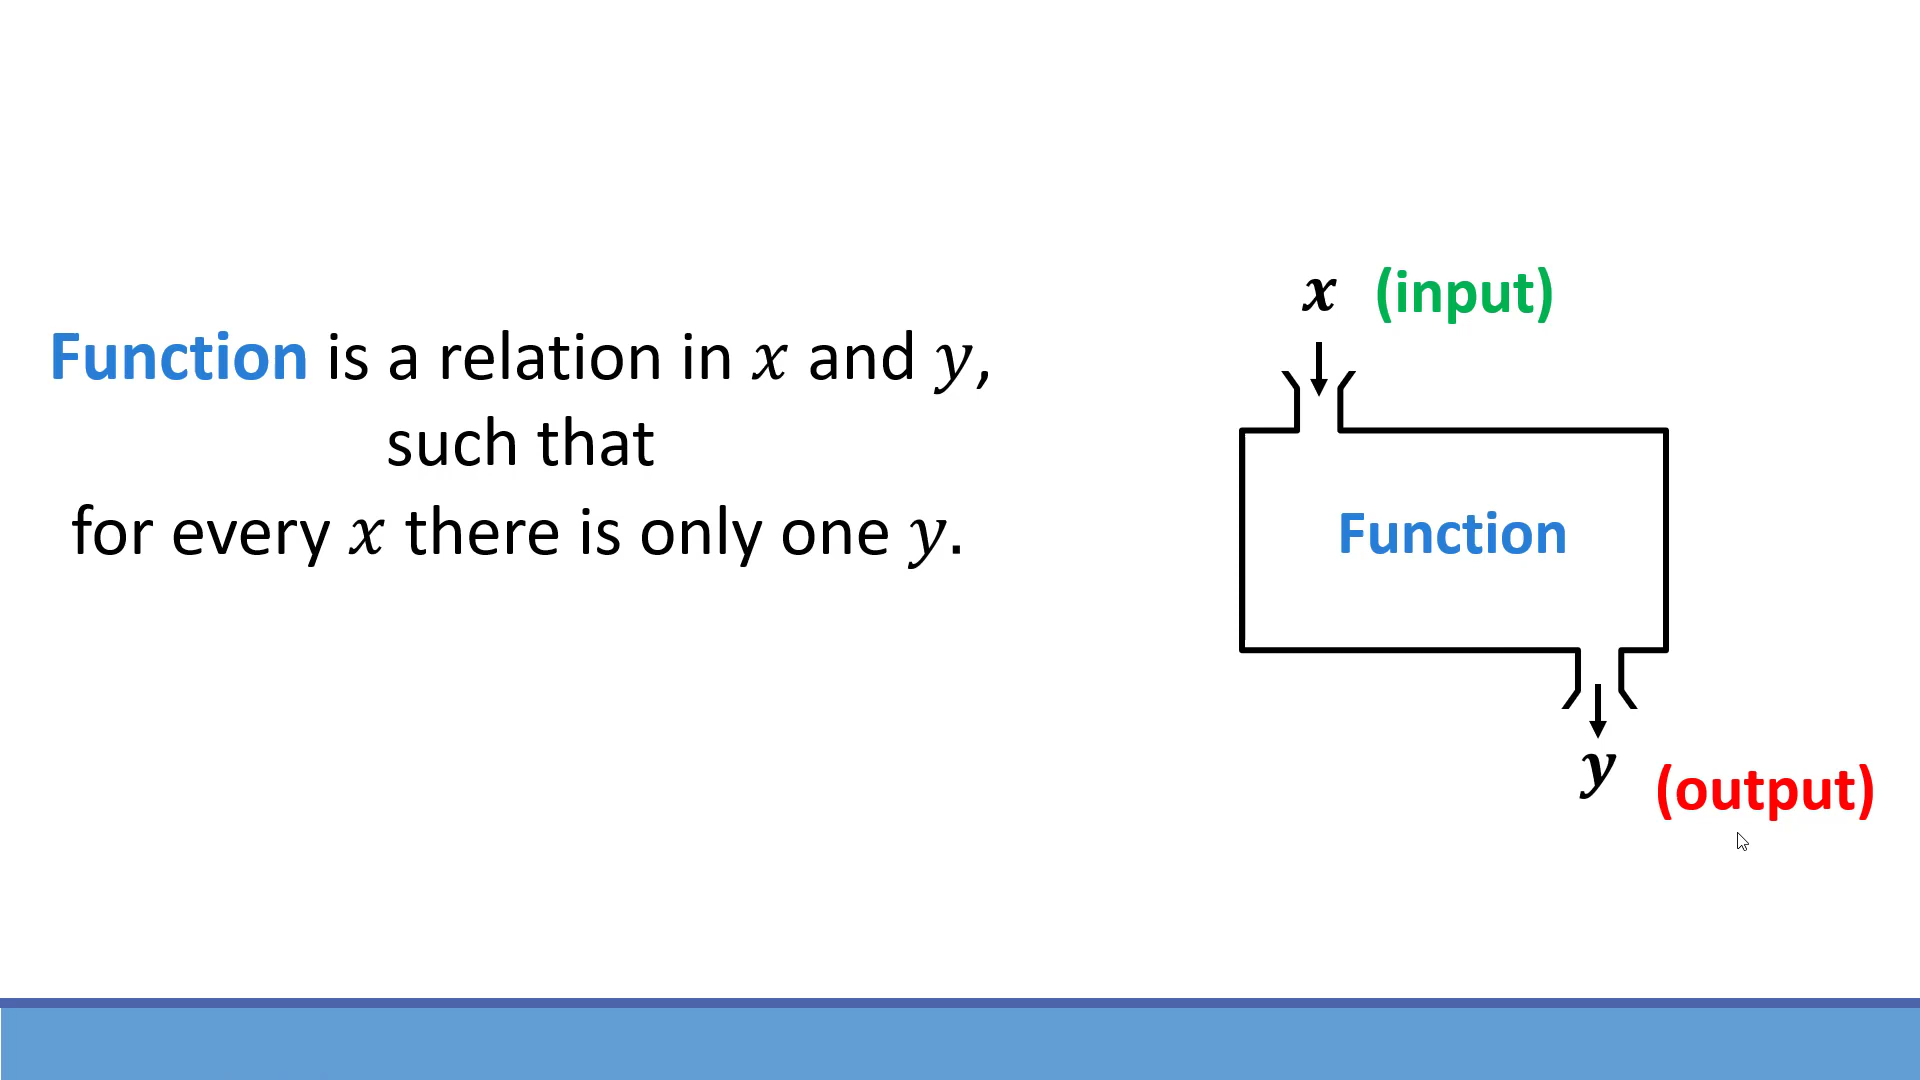 Function is a relation in x and y,
such that
for every x there is only one y.
x (input)
Function
y (output)